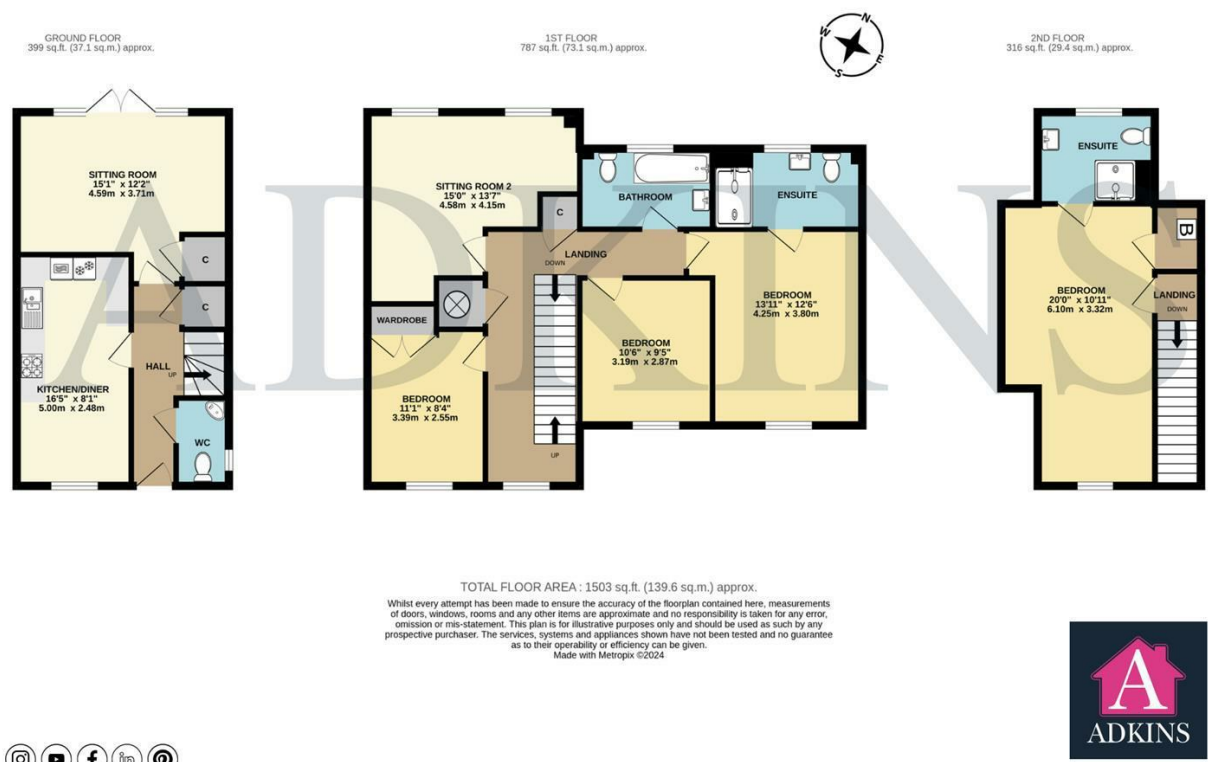 GROUND FLOOR
399 sq.ft. (37.1 sq.m.) approx.
1ST FLOOR
787 sq.ft. (73.1 sq.m.) approx.
N
W
E
S
2ND FLOOR
316 sq.ft. (29.4 sq.m.) approx.
ADKINS
SITTING ROOM
15'1" x 12'2"
4.59m x 3.71m
C
C
HALL
UP
KITCHEN/DINER
16'5" x 8'1"
5.00m x 2.48m
WC
SITTING ROOM 2
15'0" x 13'7"
4.58m x 4.15m
BATHROOM
ENSUITE
C
LANDING
DOWN
WARDROBE
BEDROOM
13'11" x 12'6"
4.25m x 3.80m
BEDROOM
10'6" x 9'5"
3.19m x 2.87m
BEDROOM
11'1" x 8'4"
3.39m x 2.55m
UP
ENSUITE
B
BEDROOM
20'0" x 10'11"
6.10m x 3.32m
LANDING
DOWN
TOTAL FLOOR AREA : 1503 sq.ft. (139.6 sq.m.) approx.
Whilst every attempt has been made to ensure the accuracy of the floorplan contained here, measurements
of doors, windows, rooms and any other items are approximate and no responsibility is taken for any error,
omission or mis-statement. This plan is for illustrative purposes only and should be used as such by any
prospective purchaser. The services, systems and appliances shown have not been tested and no guarantee
as to their operability or efficiency can be given.
Made with Metropix ©2024
A
ADKINS
f
in